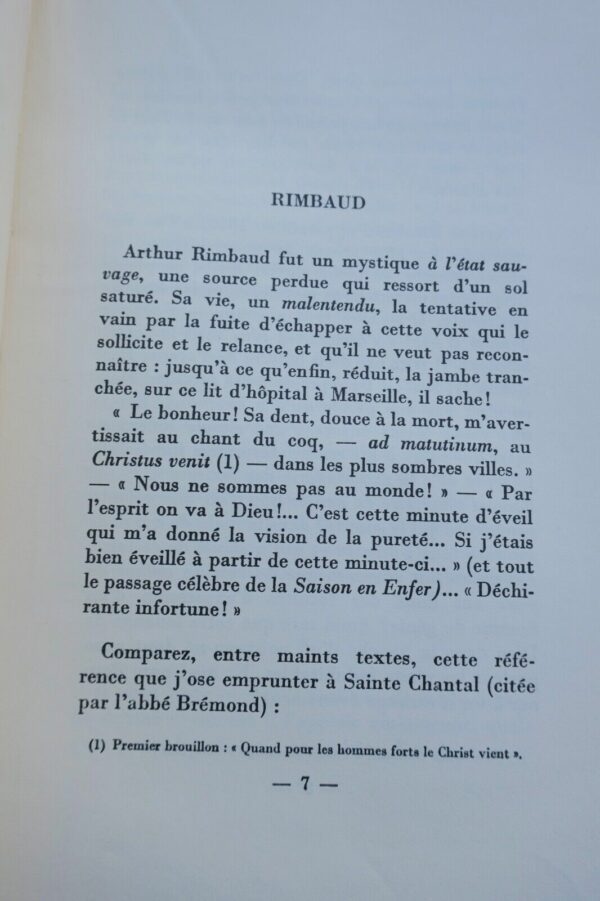 RIMBAUD
Arthur Rimbaud fut un mystique à l'état sau-
vage, une source perdue qui ressort d'un sol
saturé. Sa vie, un malentendu, la tentative en
vain par la fuite d'échapper à cette voix qui le
sollicite et le relance, et qu'il ne veut pas recon-
naître : jusqu'à ce qu'enfin, réduit, la jambe tran-
chée, sur ce lit d'hôpital à Marseille, il sache !
« Le bonheur ! Sa dent, douce à la mort, m'aver-
tissait au chant du coq, — ad matutinum, au
Christus venit (1) — dans les plus sombres villes. »
— « Nous ne sommes pas au monde ! » — « Par
l'esprit on va à Dieu !... C'est cette minute d'éveil
qui m'a donné la vision de la pureté... Si j'étais
bien éveillé à partir de cette minute-ci... » (et tout
le passage célèbre de la Saison en Enfer)... « Déchi-
rante infortune ! »
Comparez, entre maints textes, cette réfé-
rence que j'ose emprunter à Sainte Chantal (citée
par l'abbé Brémond) :
(1) Premier brouillon : « Quand pour les hommes forts le Christ vient ».
— 7 —